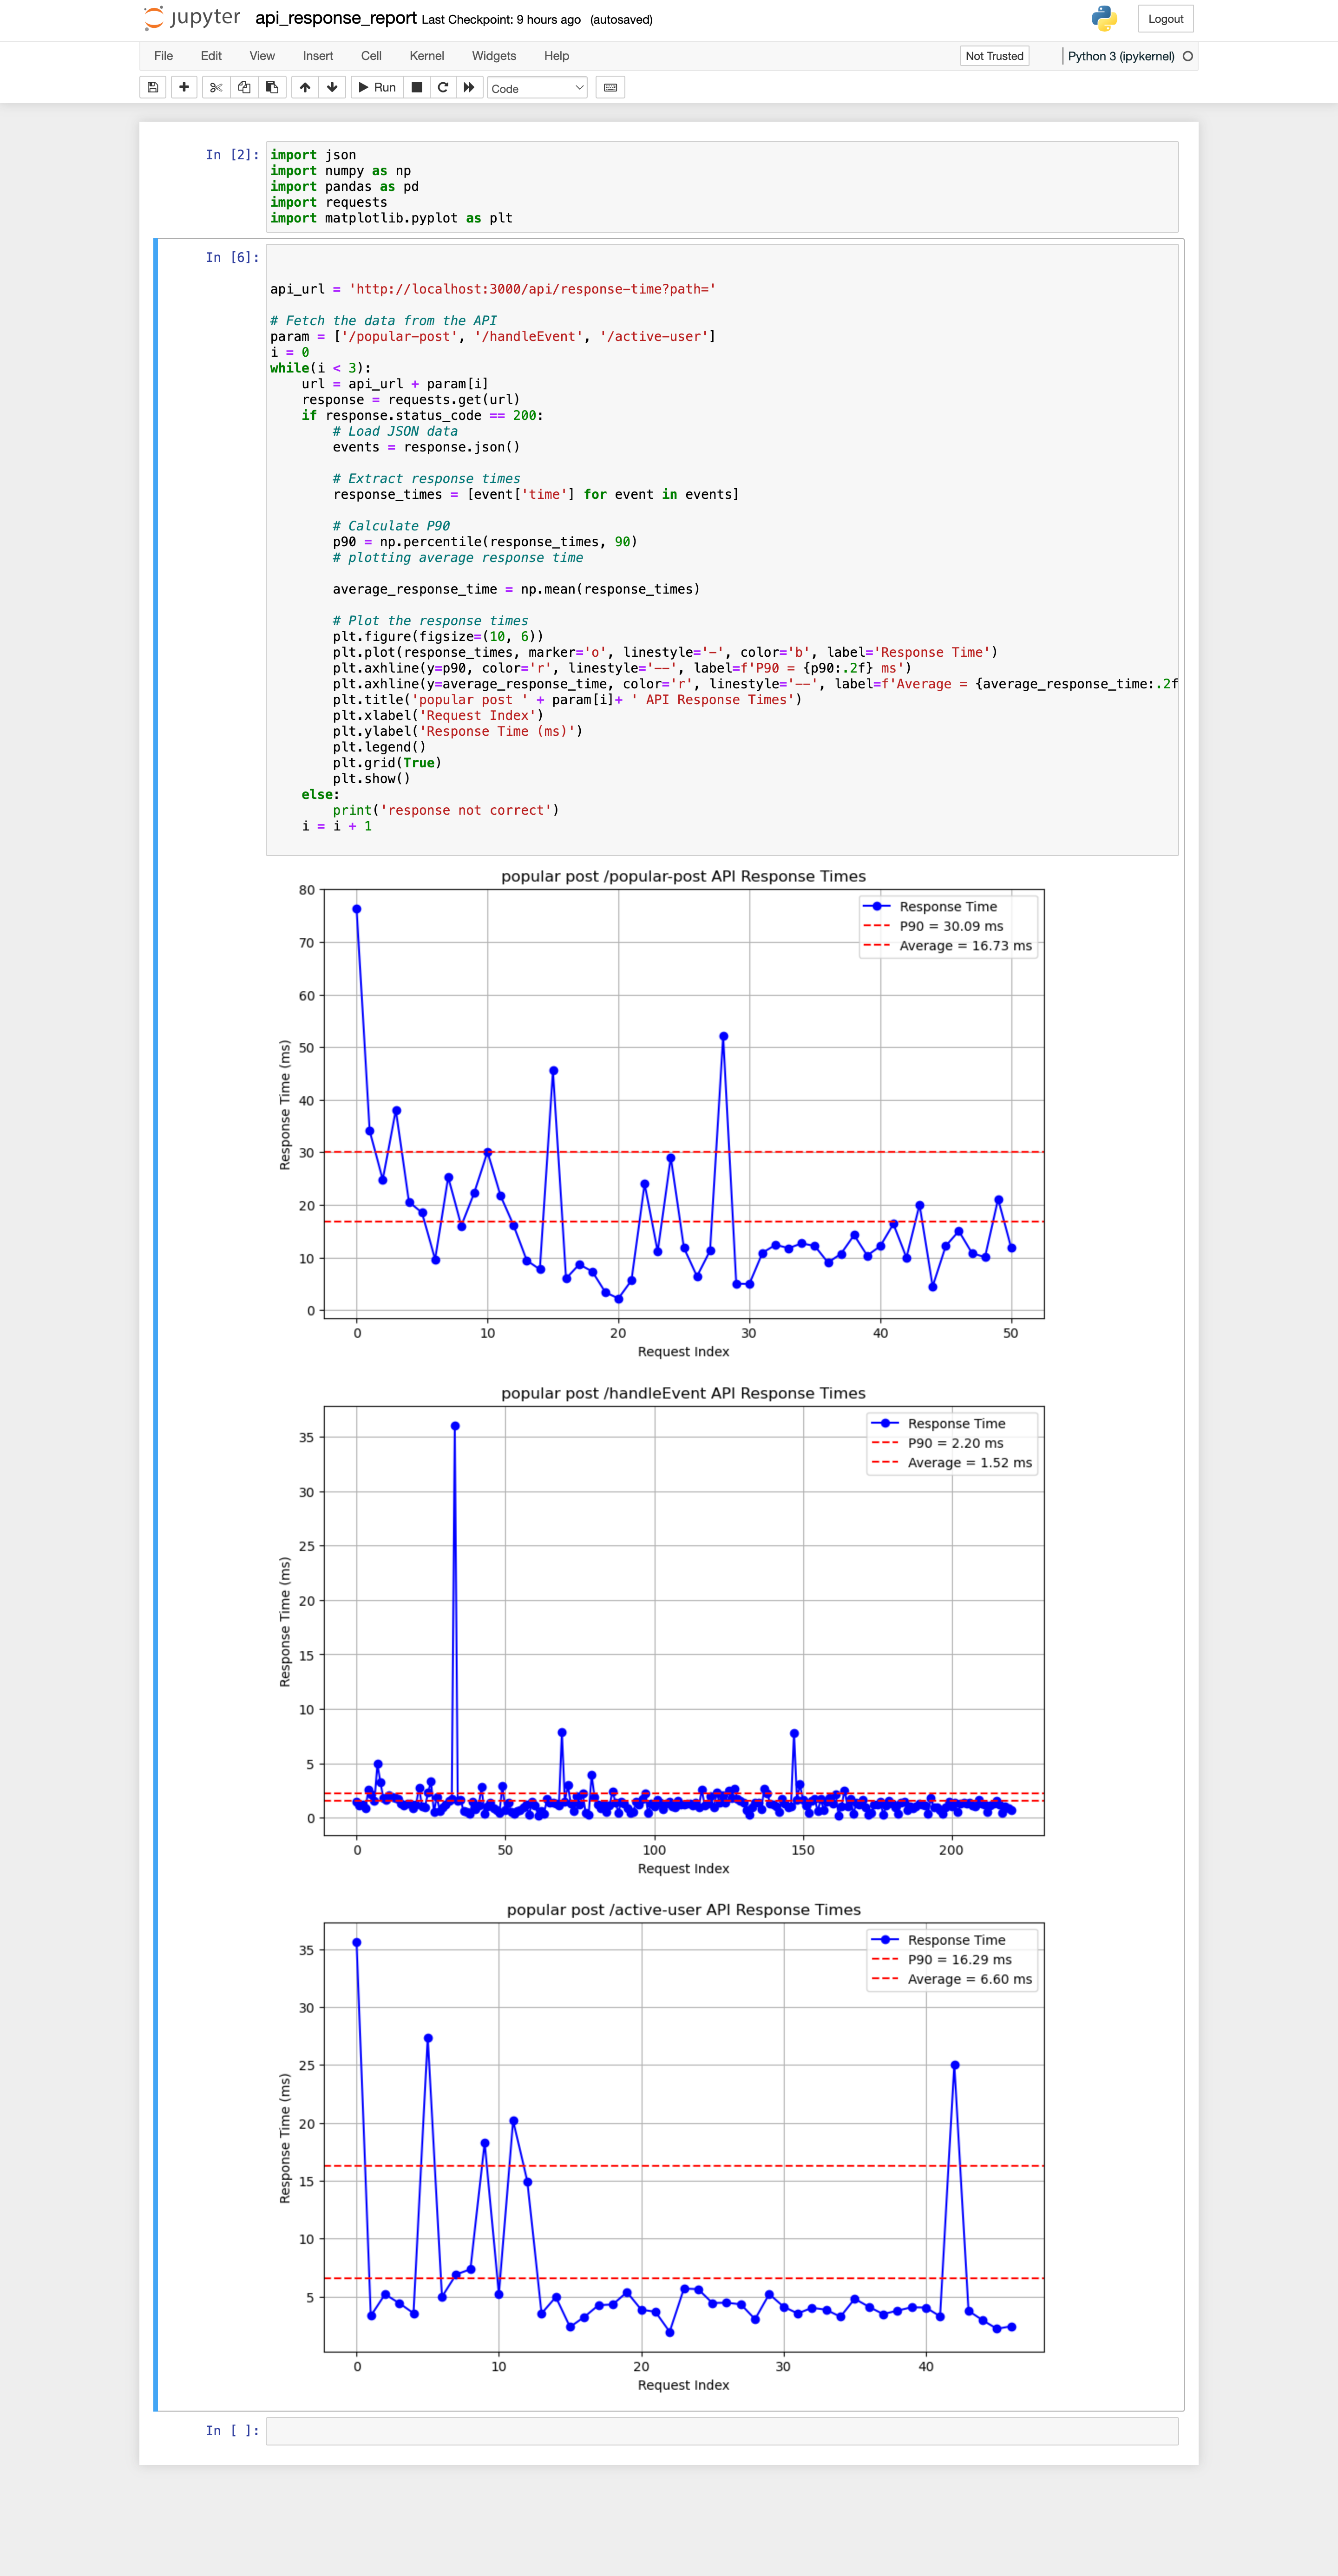 jupyter api_response_report Last Checkpoint: 9 hours ago (autosaved) Logout
File Edit View Insert Cell Kernel Widgets Help Not Trusted Python 3 (ipykernel)
Run Code
In [2]: import json
import numpy as np
import pandas as pd
import requests
import matplotlib.pyplot as plt
In [6]:
api_url = 'http://localhost:3000/api/response-time?path='
# Fetch the data from the API
param = ['/popular-post', '/handleEvent', '/active-user']
i = 0
while(i < 3):
    url = api_url + param[i]
    response = requests.get(url)
    if response.status_code == 200:
        # Load JSON data
        events = response.json()
        # Extract response times
        response_times = [event['time'] for event in events]
        # Calculate P90
        p90 = np.percentile(response_times, 90)
        # plotting average response time
        average_response_time = np.mean(response_times)
        # Plot the response times
        plt.figure(figsize=(10, 6))
        plt.plot(response_times, marker='o', linestyle='-', color='b', label='Response Time')
        plt.axhline(y=p90, color='r', linestyle='--', label=f'P90 = {p90:.2f} ms')
        plt.axhline(y=average_response_time, color='r', linestyle='--', label=f'Average = {average_response_time:.2f
        plt.title('popular post ' + param[i]+ ' API Response Times')
        plt.xlabel('Request Index')
        plt.ylabel('Response Time (ms)')
        plt.legend()
        plt.grid(True)
        plt.show()
    else:
        print('response not correct')
    i = i + 1
popular post /popular-post API Response Times
Response Time
P90 = 30.09 ms
Average = 16.73 ms
80
70
60
50
40
30
20
10
0
Response Time (ms)
0 10 20 30 40 50
Request Index
popular post /handleEvent API Response Times
Response Time
P90 = 2.20 ms
Average = 1.52 ms
35
30
25
20
15
10
5
0
Response Time (ms)
0 50 100 150 200
Request Index
popular post /active-user API Response Times
Response Time
P90 = 16.29 ms
Average = 6.60 ms
35
30
25
20
15
10
5
Response Time (ms)
0 10 20 30 40
Request Index
In [ ]: